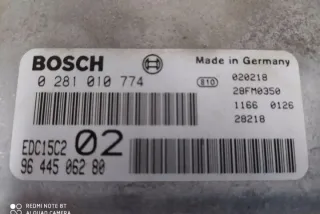 BOSCH
Made in Germany
0 281 010 774
810
020218
28FM0350
1166 0126
28218
EDC15C2 02
96 445 062 80
REDMI NOTE 8T
AI QUAD CAMERA